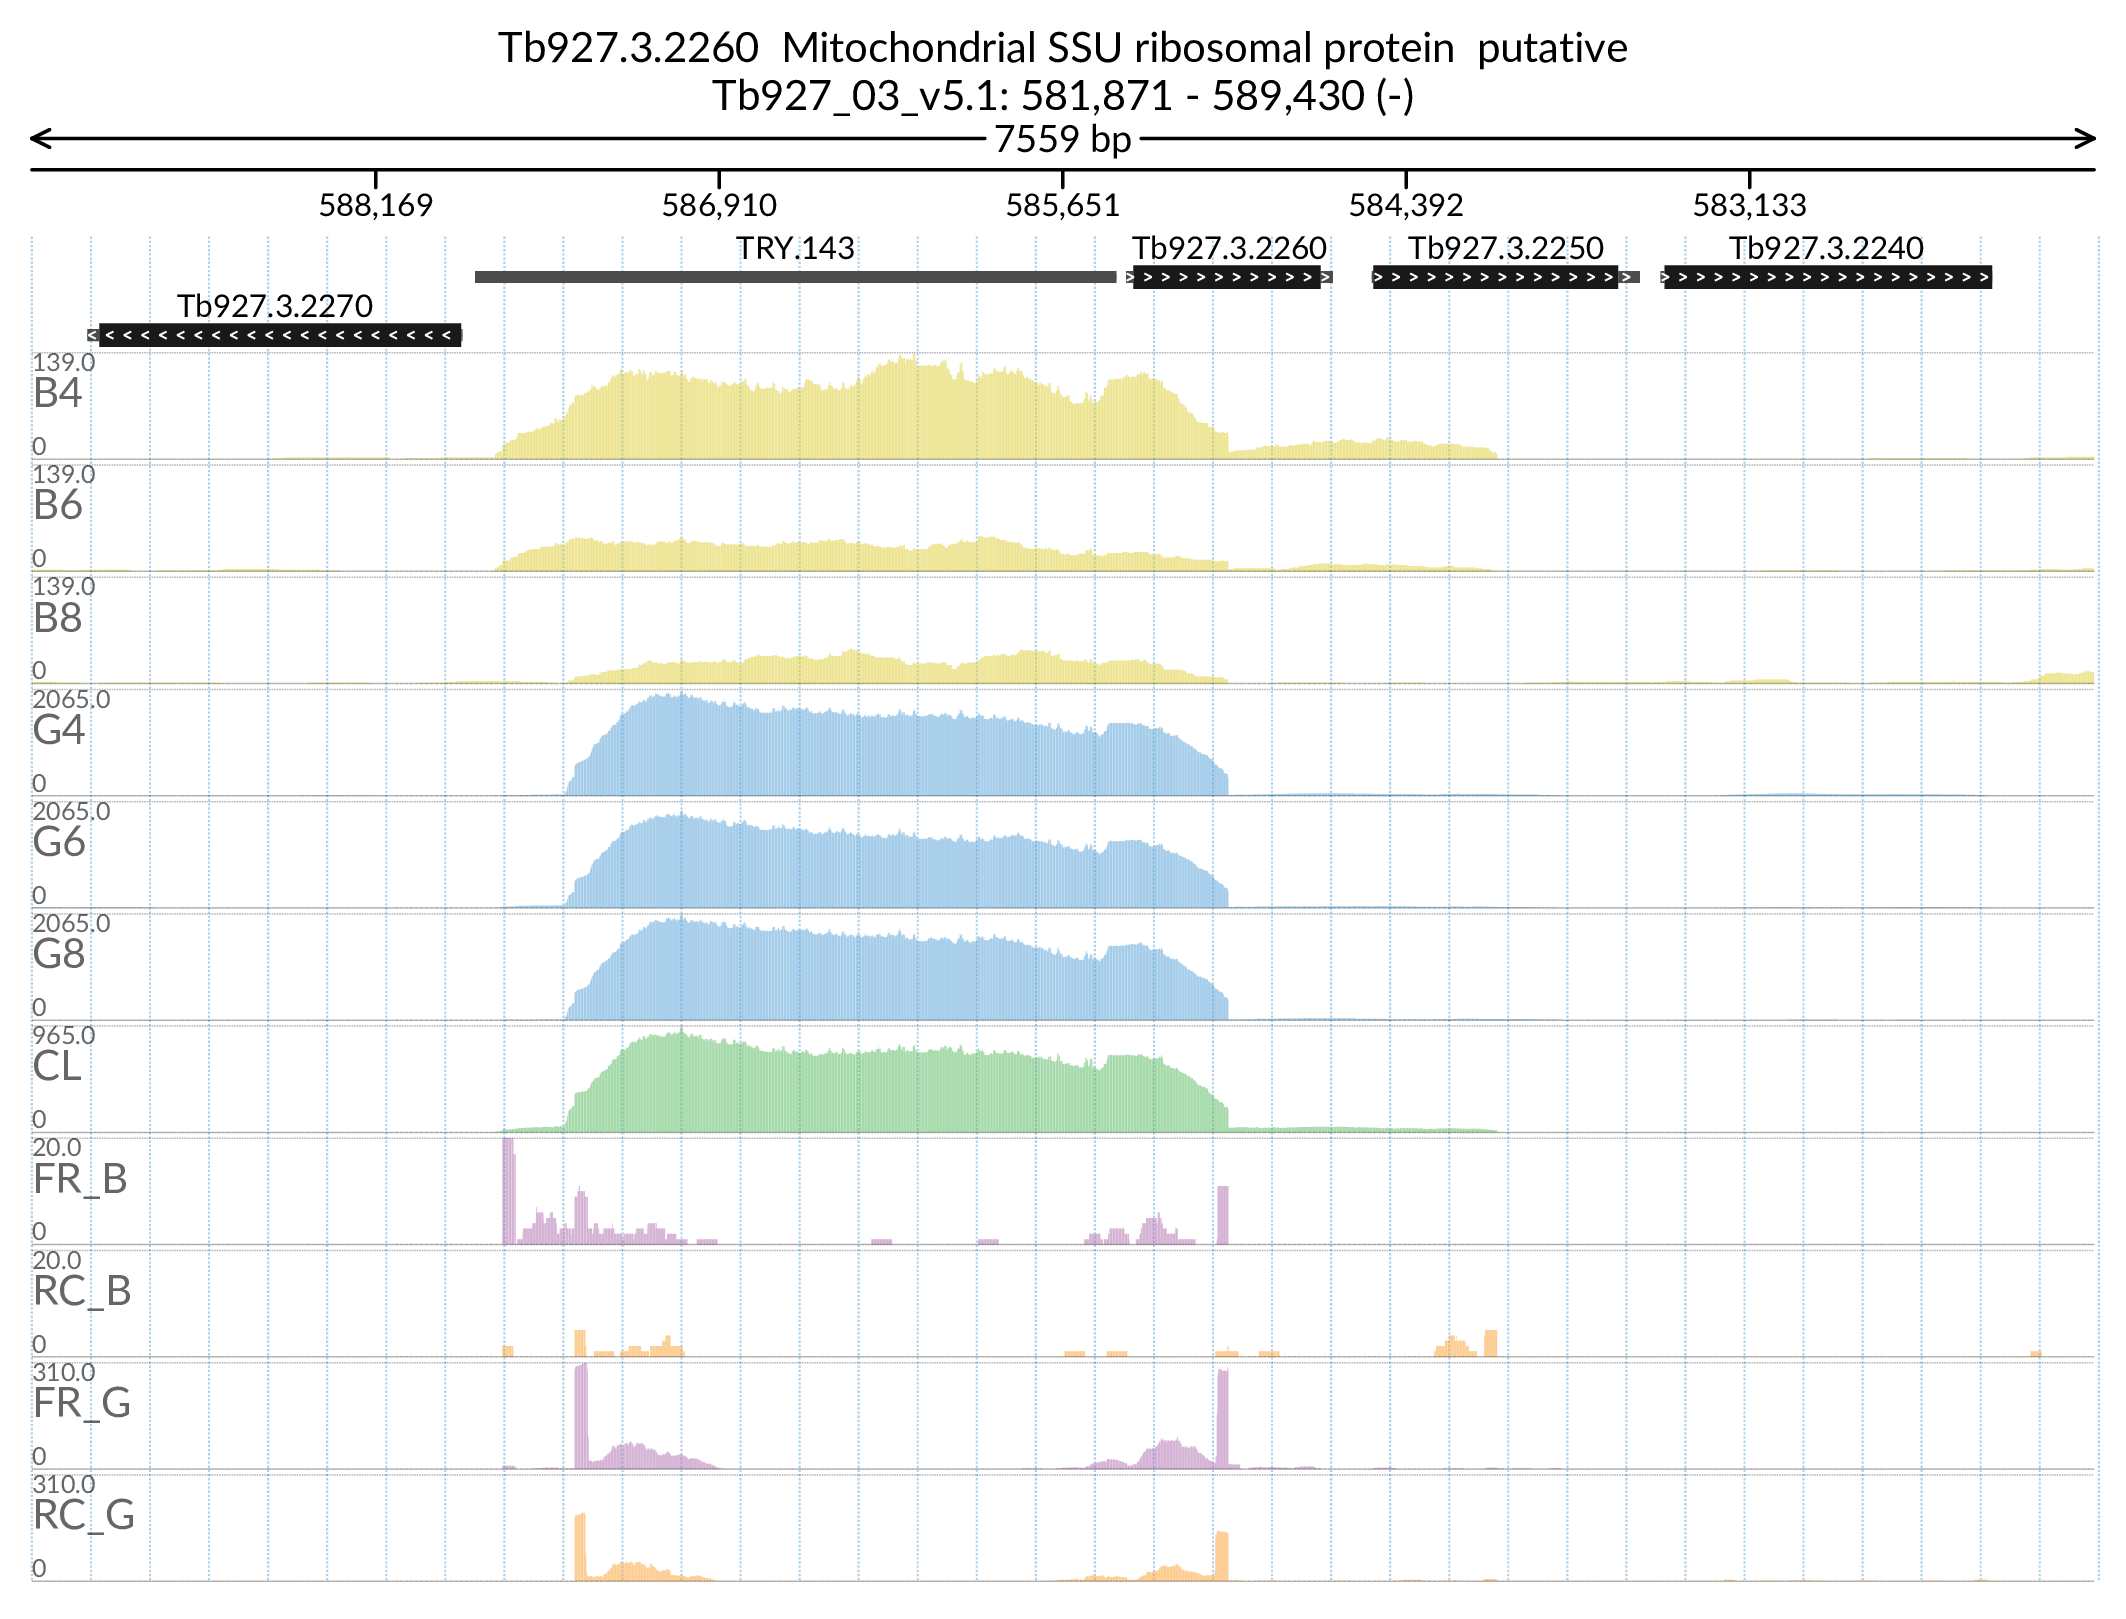 Tb927.3.2260  Mitochondrial SSU ribosomal protein  putative
Tb927_03_v5.1: 581,871 - 589,430 (-)
7559 bp
588,169 586,910 585,651 584,392 583,133
TRY.143 Tb927.3.2260 Tb927.3.2250 Tb927.3.2240
Tb927.3.2270
139.0
B4
0
139.0
B6
0
139.0
B8
0
2065.0
G4
0
2065.0
G6
0
2065.0
G8
0
965.0
CL
0
20.0
FR_B
0
20.0
RC_B
0
310.0
FR_G
0
310.0
RC_G
0